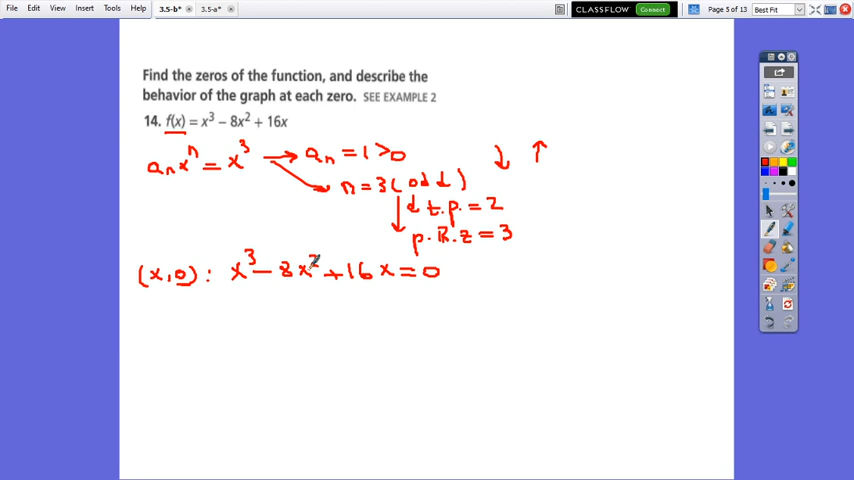 File Edit View Insert Tools Help 3.5-b* 3.5-a* CLASSFLOW Connect Page 5 of 13 Best Fit
Find the zeros of the function, and describe the
behavior of the graph at each zero. SEE EXAMPLE 2
14. f(x) = x³ − 8x² + 16x
aₙxⁿ = x³ → aₙ = 1 > 0 ↓ ↑
n = 3 (odd)
↓ t.p. = 2
p.R.z = 3
(x,0): x³ − 8x² + 16x = 0